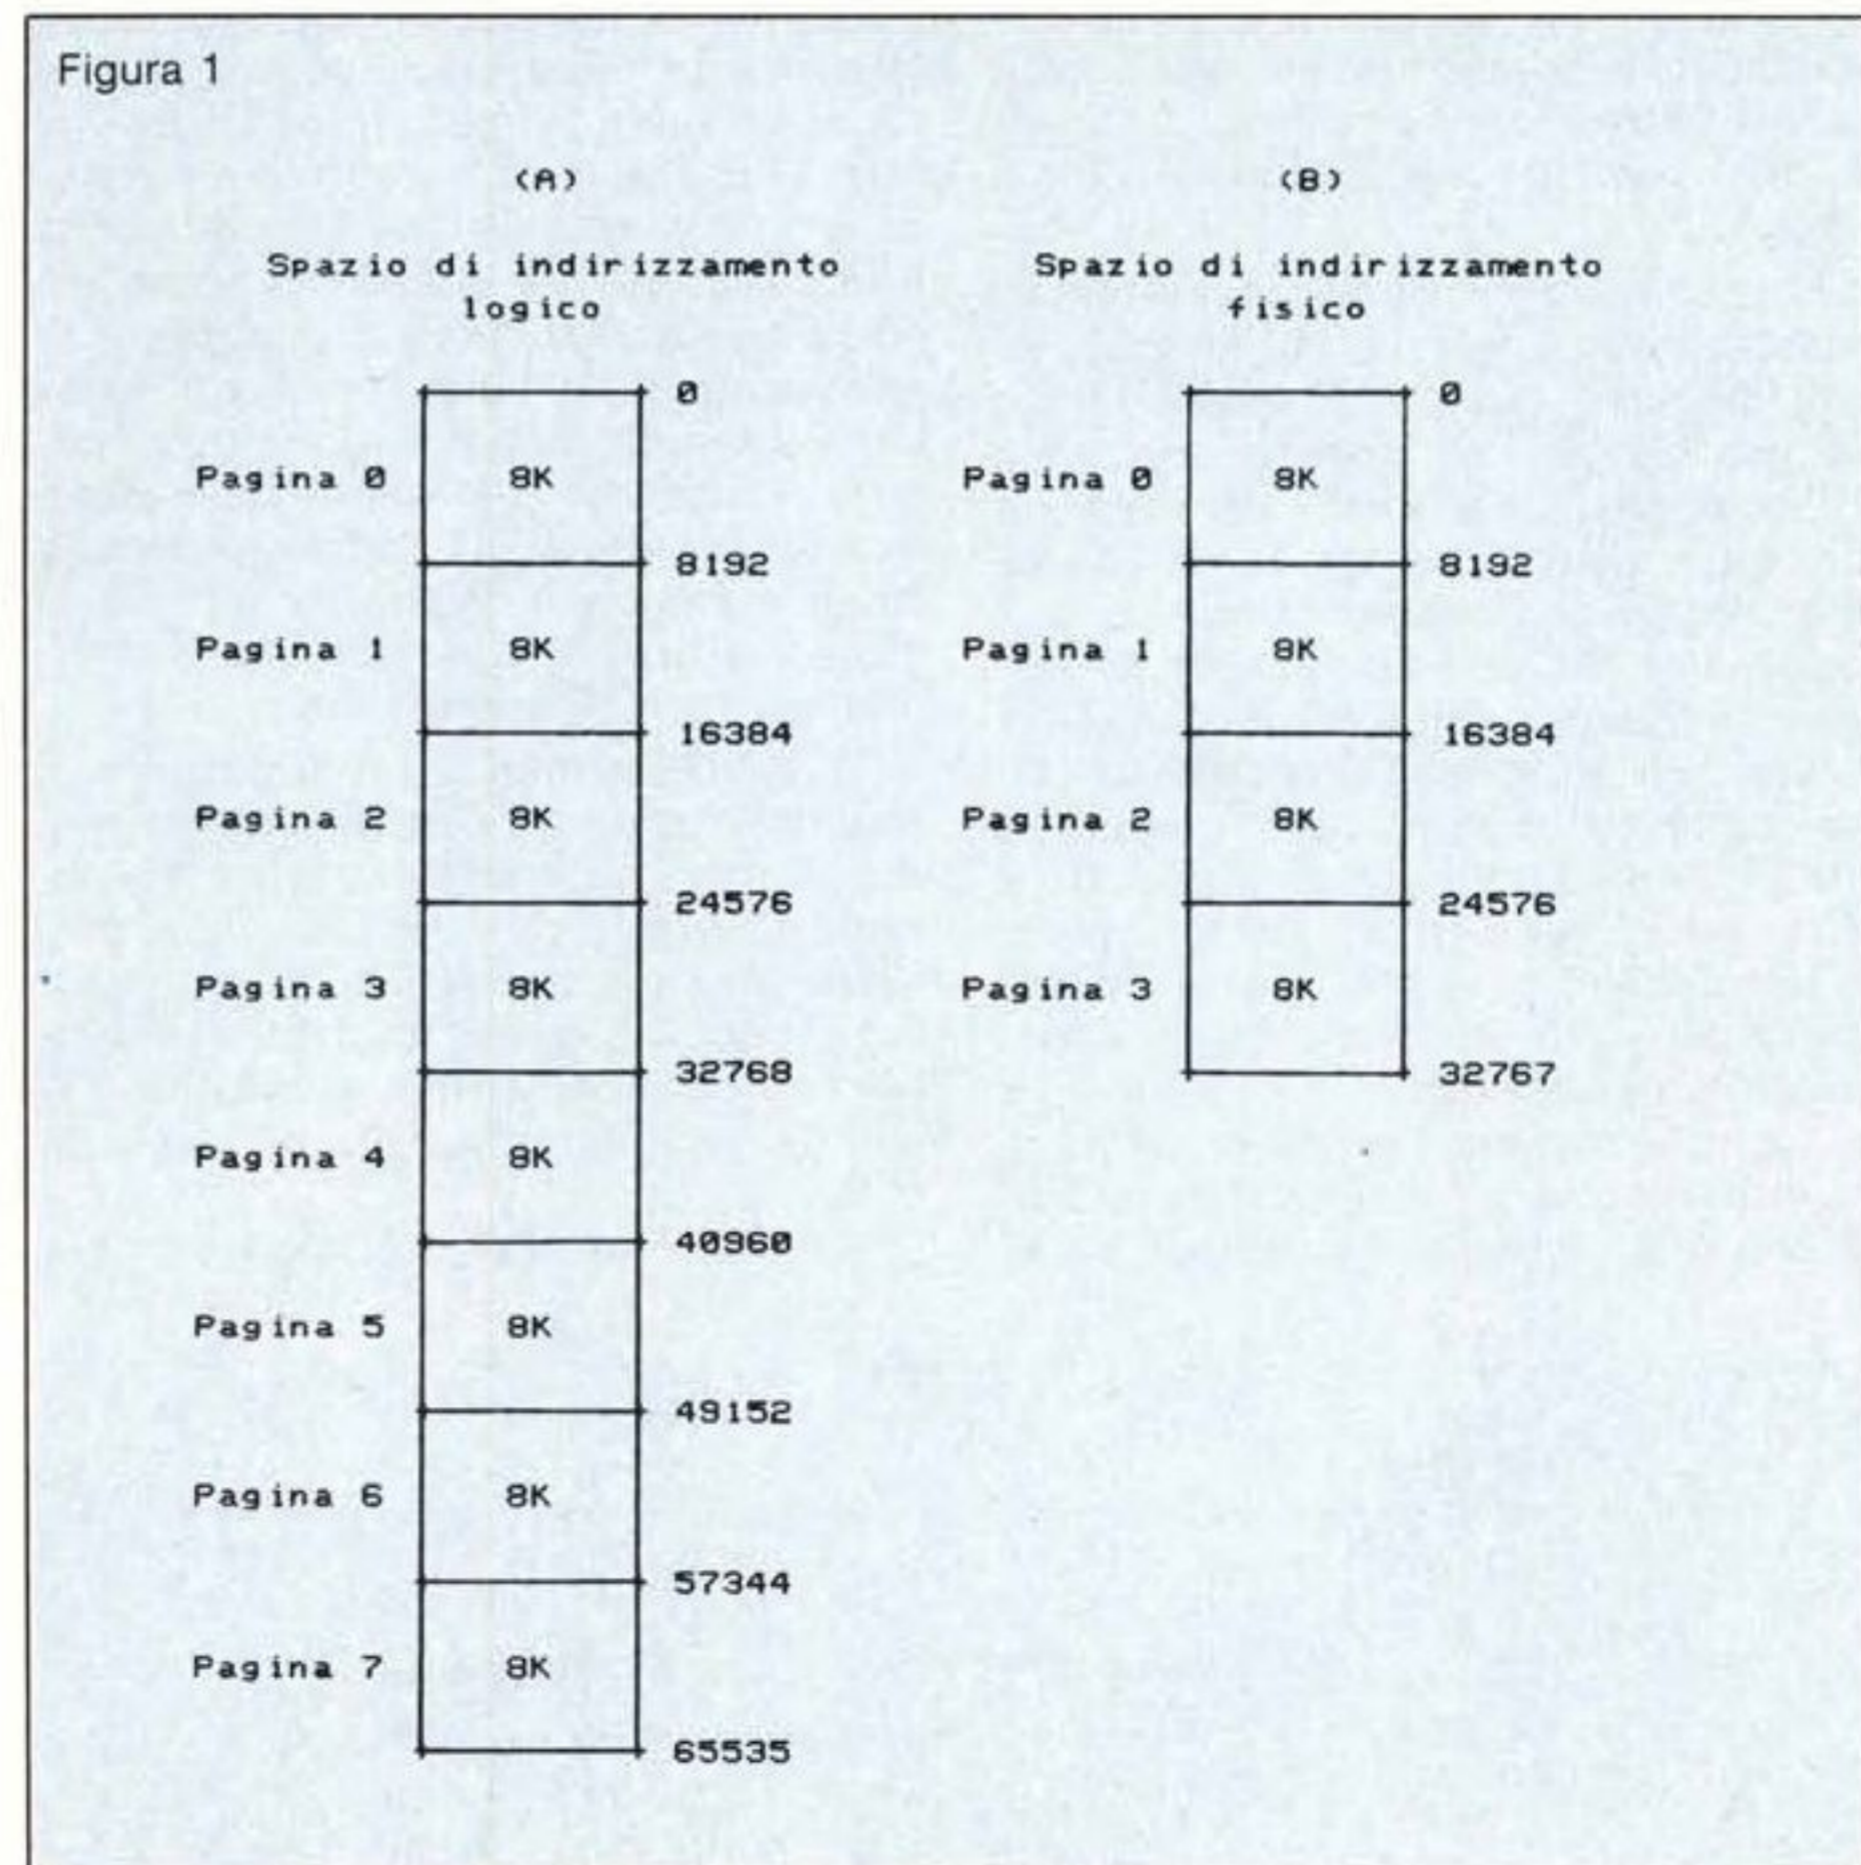 Figura 1
(A)
Spazio di indirizzamento
logico
0
Pagina 0 8K
8192
Pagina 1 8K
16384
Pagina 2 8K
24576
Pagina 3 8K
32768
Pagina 4 8K
40960
Pagina 5 8K
49152
Pagina 6 8K
57344
Pagina 7 8K
65535
(B)
Spazio di indirizzamento
fisico
0
Pagina 0 8K
8192
Pagina 1 8K
16384
Pagina 2 8K
24576
Pagina 3 8K
32767